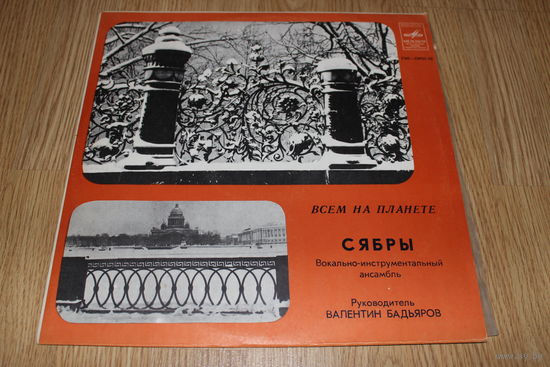 ВСЕМ НА ПЛАНЕТЕ
СЯБРЫ
Вокально-инструментальный
ансамбль
Руководитель
ВАЛЕНТИН БАДЬЯРОВ